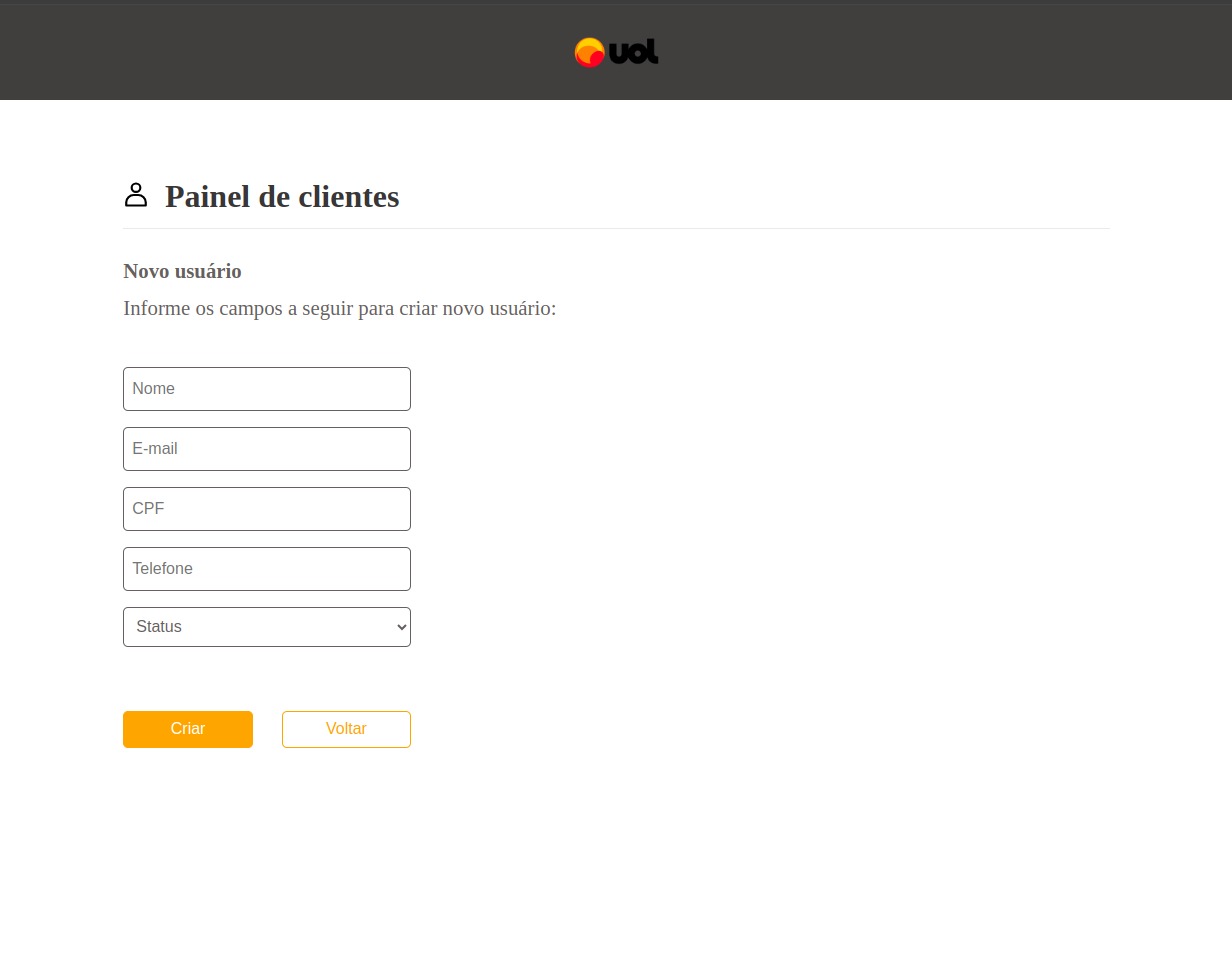 uol
Painel de clientes
Novo usuário
Informe os campos a seguir para criar novo usuário:
Nome
E-mail
CPF
Telefone
Status
Criar
Voltar